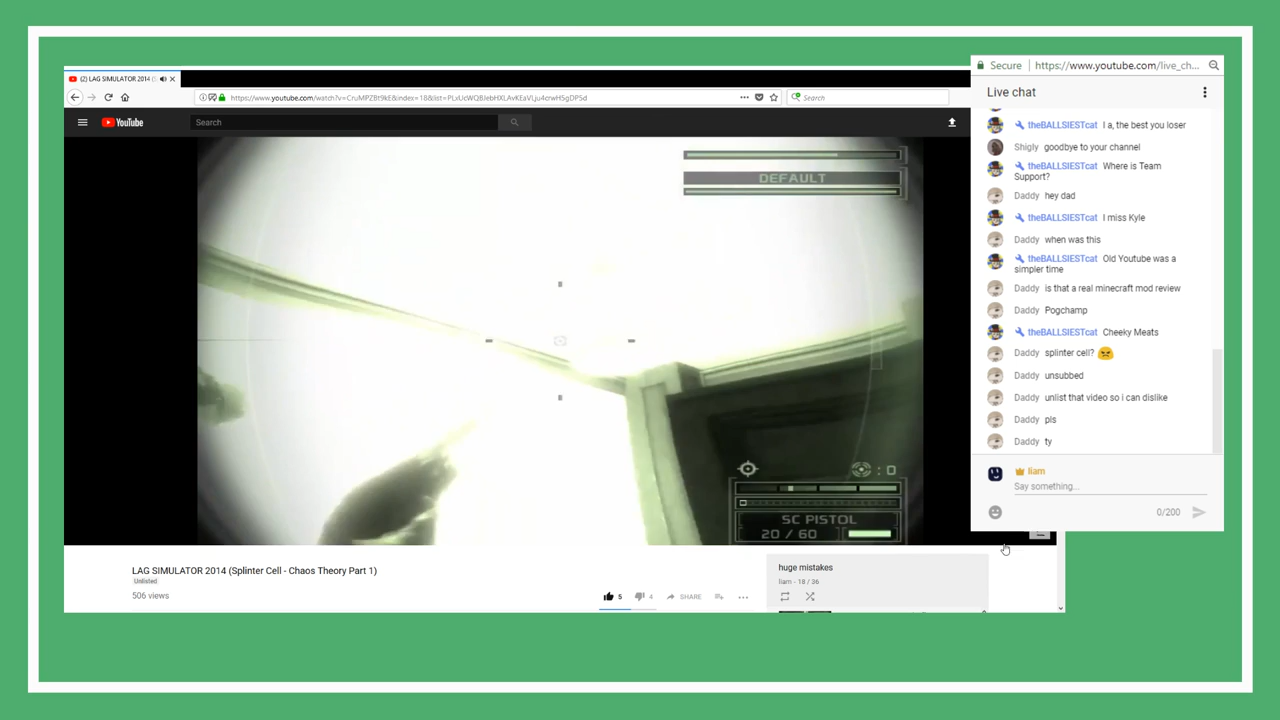 (2) LAG SIMULATOR 2014 (
https://www.youtube.com/watch?v=CruMPZBt9kE&index=18&list=PLxUcWQBJebHXLAvKEaVLju4crwHSgDPSd
Search
YouTube
Search
DEFAULT
: 0
SC PISTOL
20 / 60
LAG SIMULATOR 2014 (Splinter Cell - Chaos Theory Part 1)
Unlisted
506 views
5
4
SHARE
huge mistakes
liam - 18 / 36
Secure
https://www.youtube.com/live_ch...
Live chat
theBALLSIESTcat I a, the best you loser
Shigly goodbye to your channel
theBALLSIESTcat Where is Team
Support?
Daddy hey dad
theBALLSIESTcat I miss Kyle
Daddy when was this
theBALLSIESTcat Old Youtube was a
simpler time
Daddy is that a real minecraft mod review
Daddy Pogchamp
theBALLSIESTcat Cheeky Meats
Daddy splinter cell? 😠
Daddy unsubbed
Daddy unlist that video so i can dislike
Daddy pls
Daddy ty
liam
Say something...
0/200